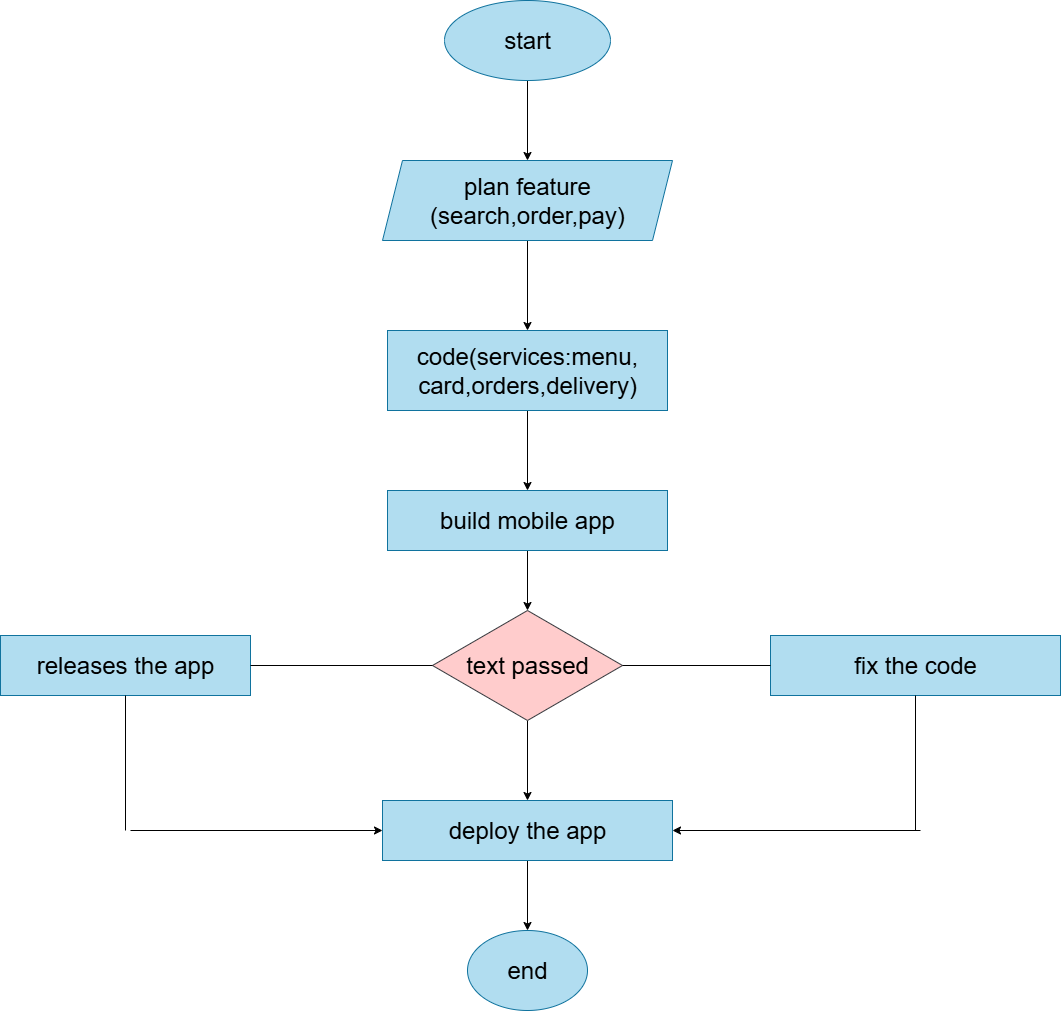 start
plan feature
(search,order,pay)
code(services:menu,
card,orders,delivery)
build mobile app
releases the app
text passed
fix the code
deploy the app
end